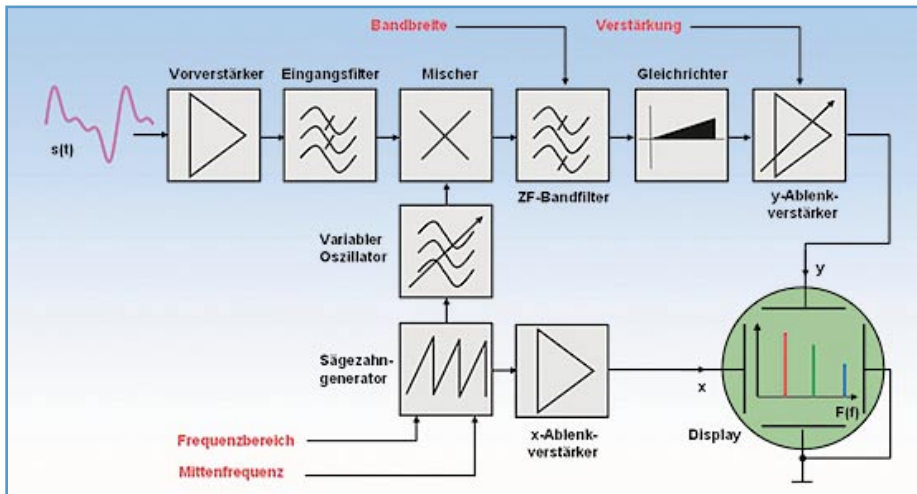 Bandbreite
Verstärkung
Vorverstärker
Eingangsfilter
Mischer
Gleichrichter
s(t)
ZF-Bandfilter
y-Ablenk-
verstärker
Variabler
Oszillator
y
Sägezahn-
generator
x
F(f)
Frequenzbereich
x-Ablenk-
verstärker
Display
Mittenfrequenz